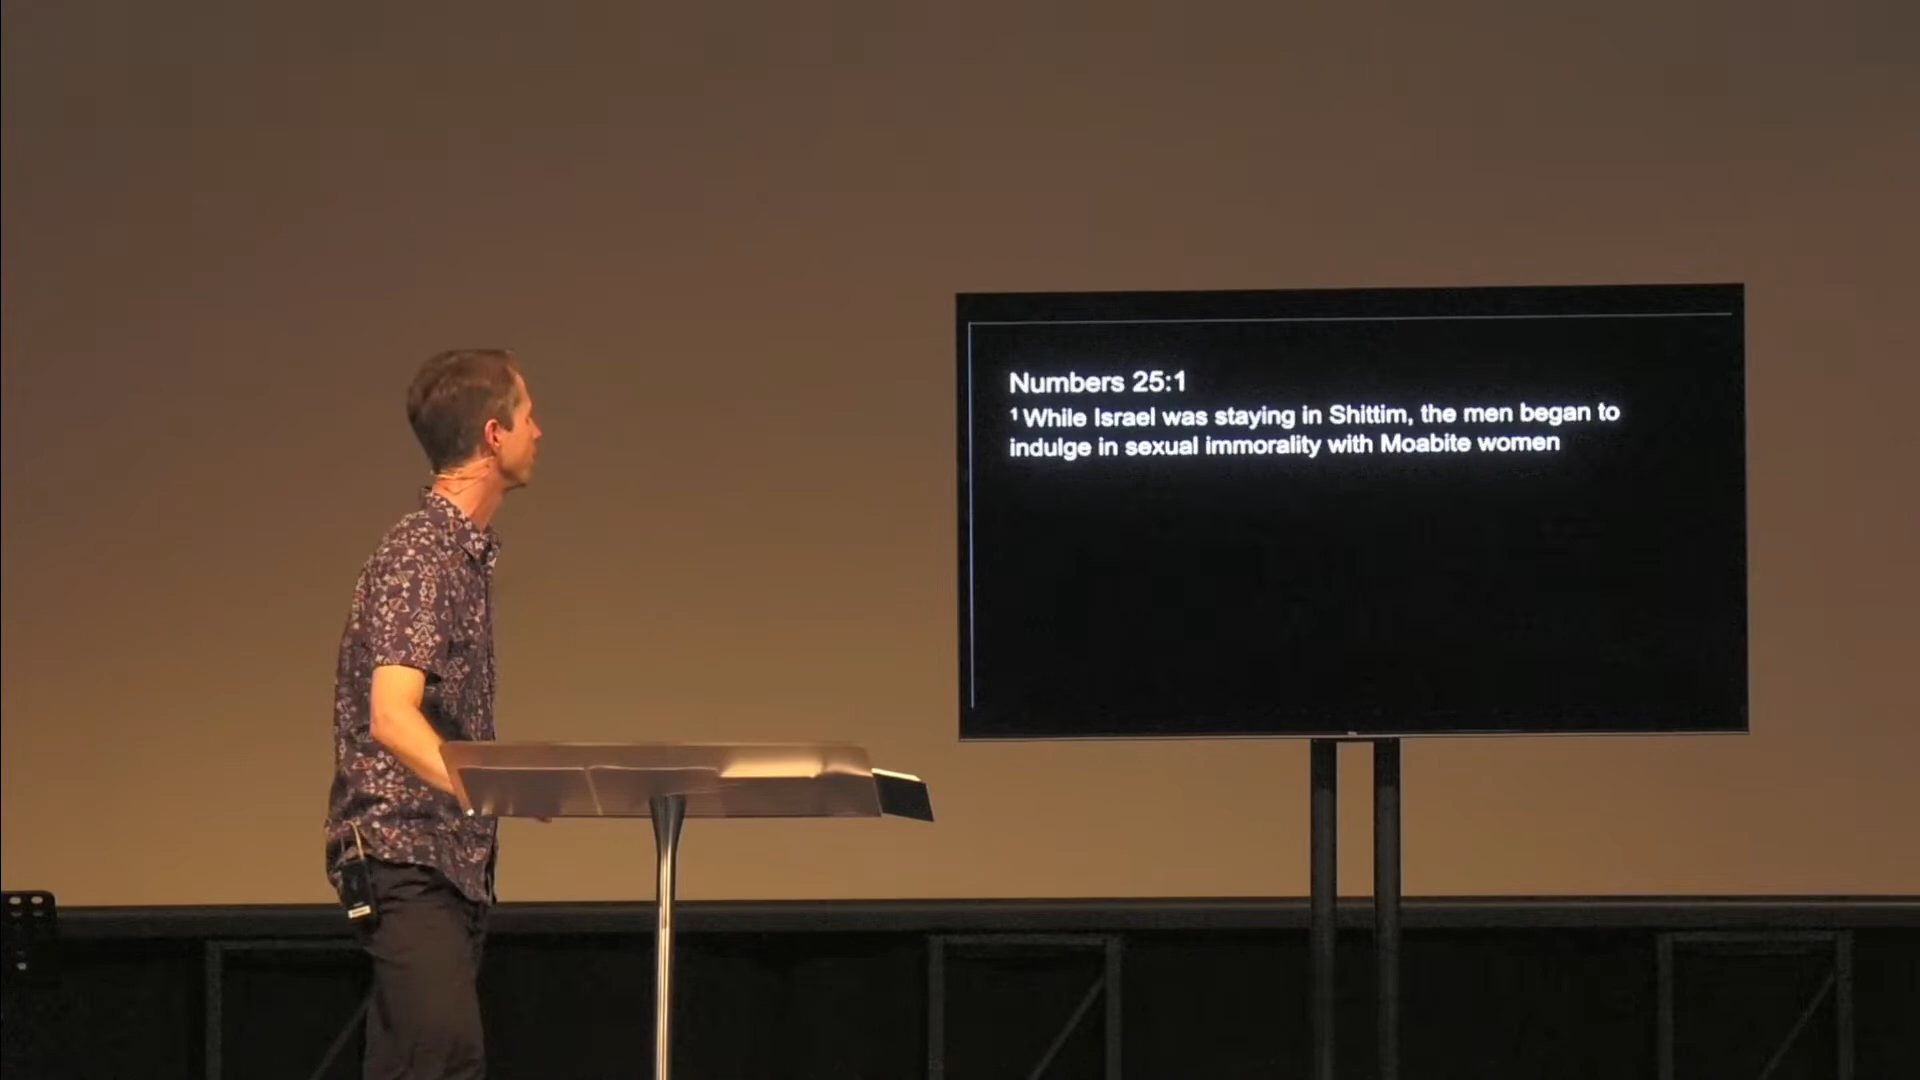 Numbers 25:1
¹ While Israel was staying in Shittim, the men began to
indulge in sexual immorality with Moabite women